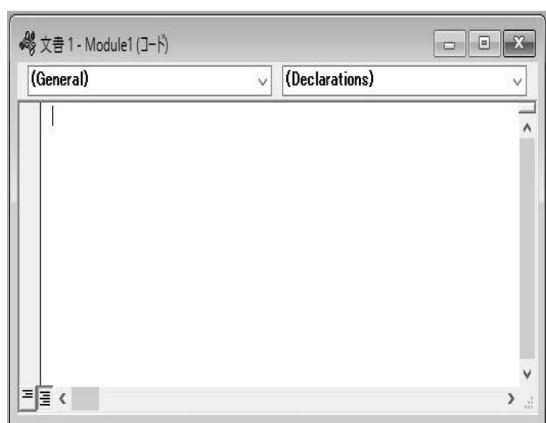 文書 1 - Module1 (コード)
(General)
(Declarations)